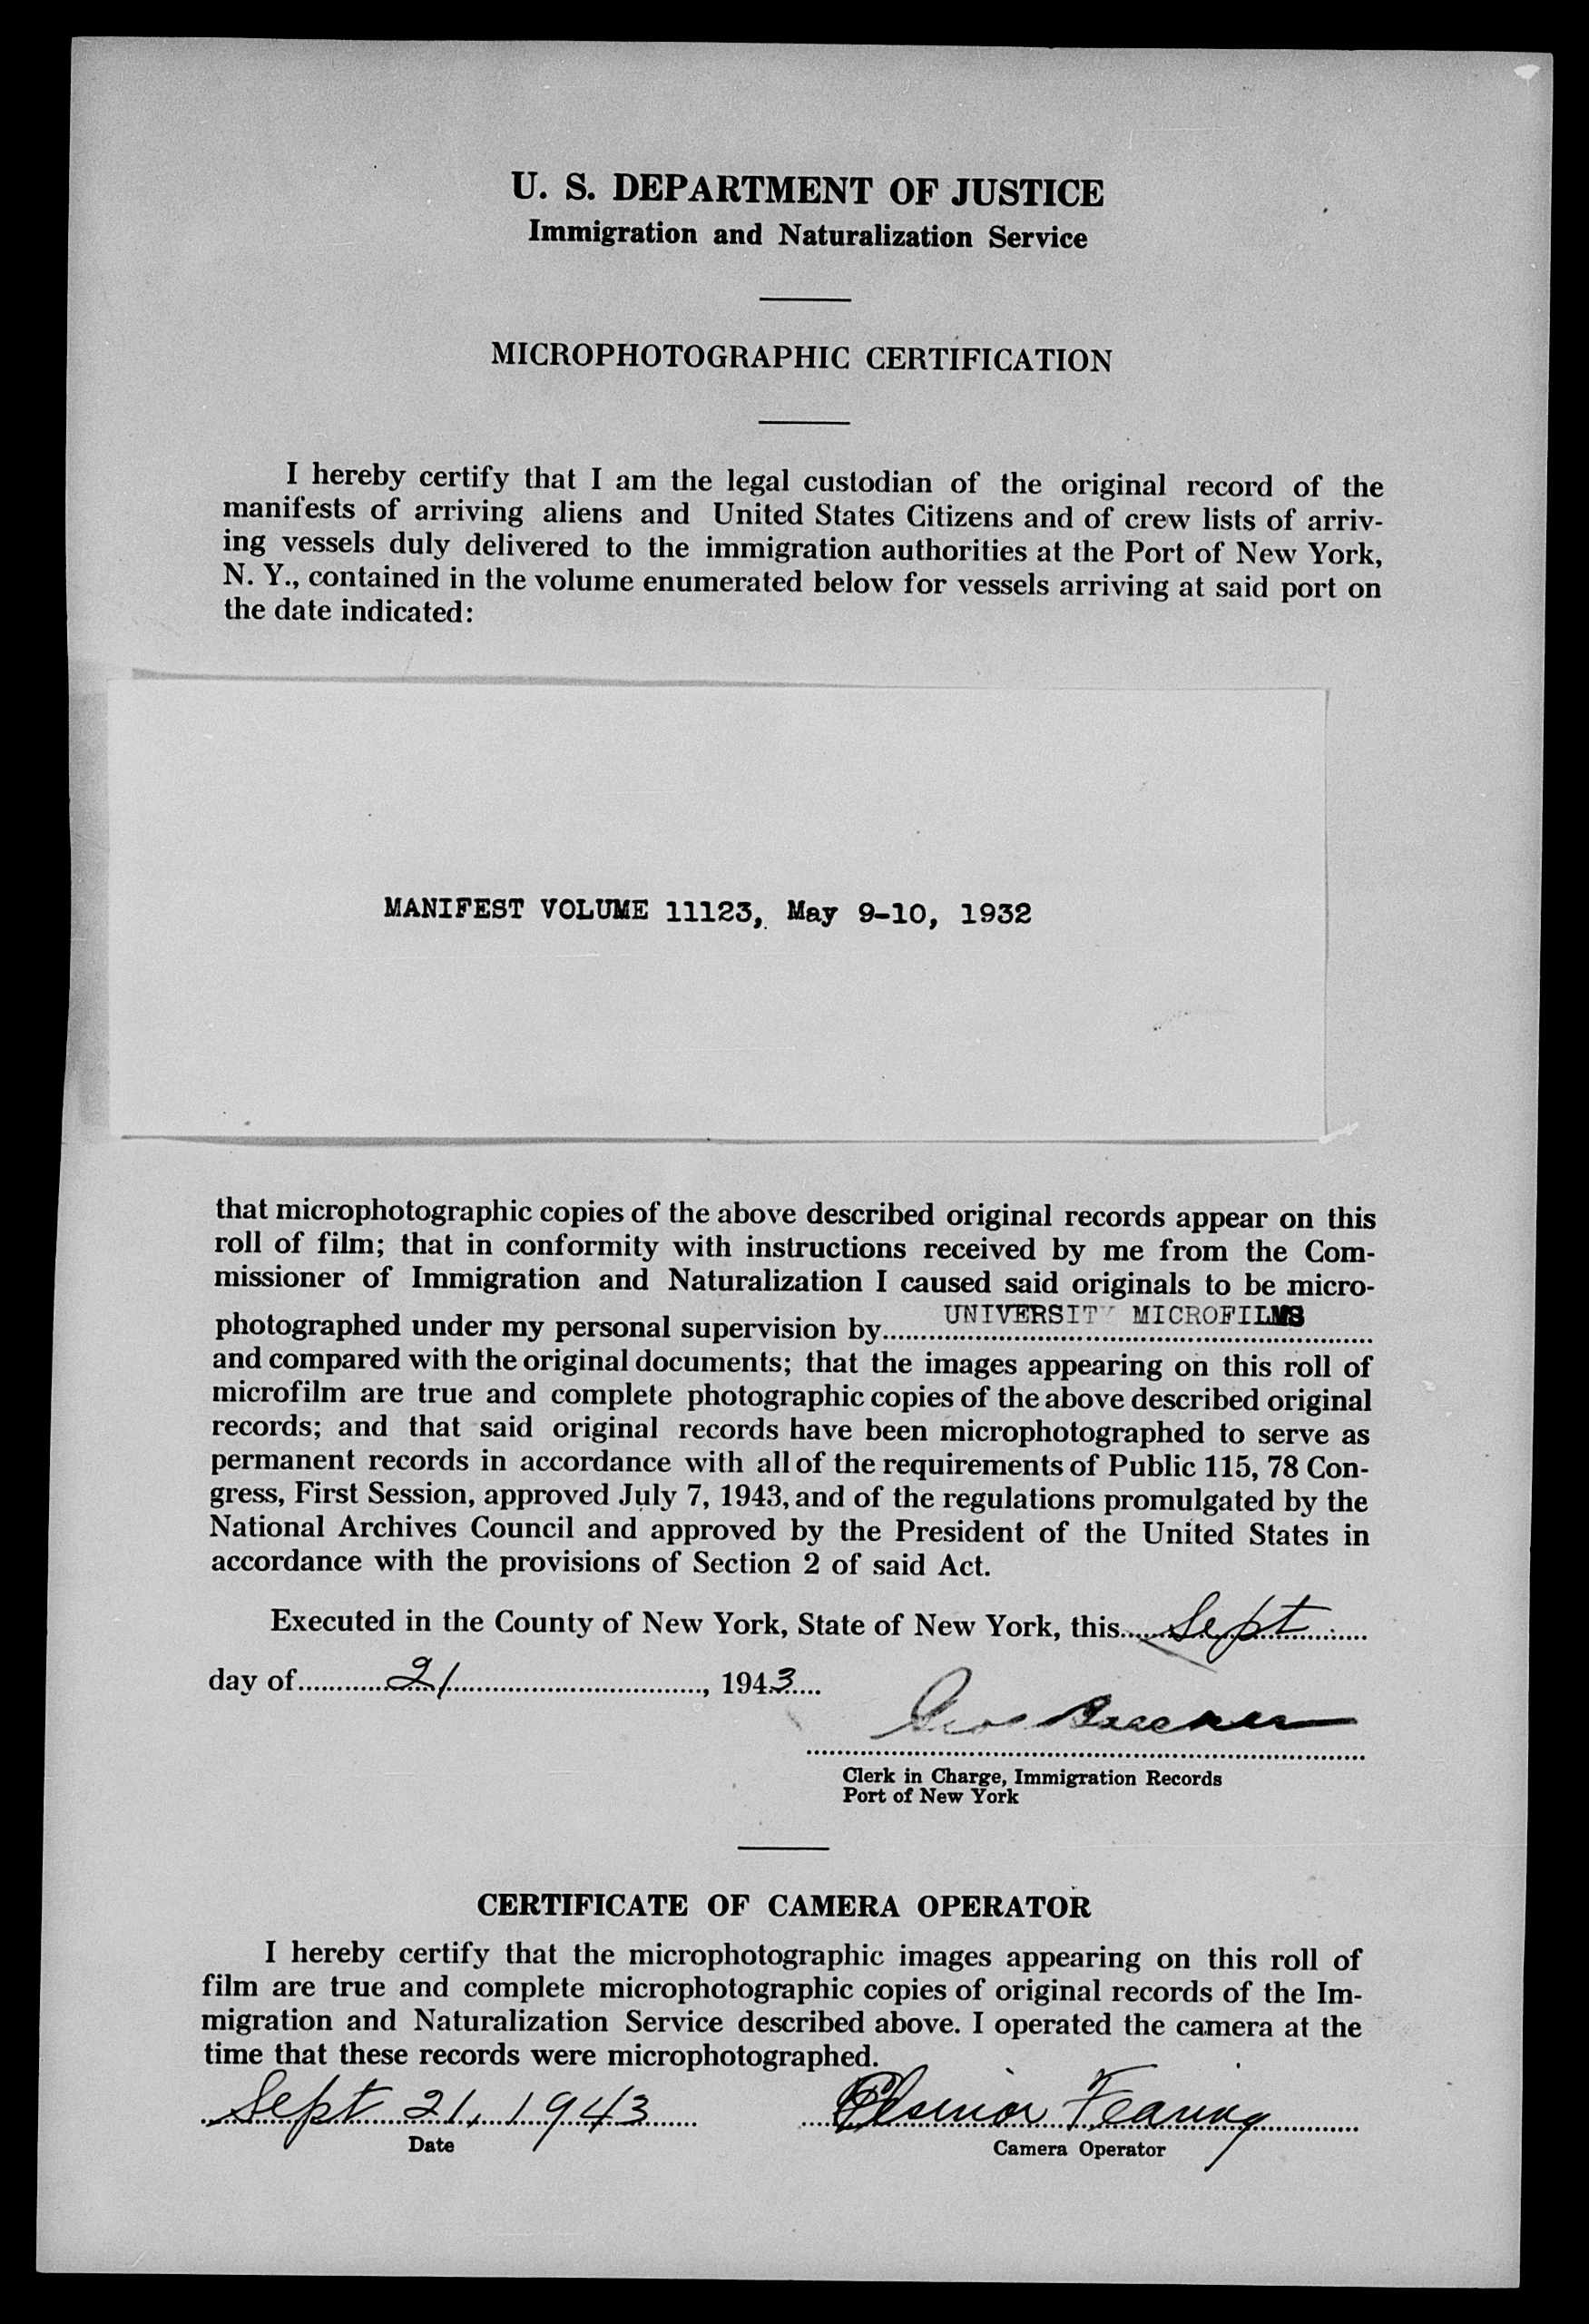 U. S. DEPARTMENT OF JUSTICE
Immigration and Naturalization Service
MICROPHOTOGRAPHIC CERTIFICATION
I hereby certify that I am the legal custodian of the original record of the
manifests of arriving aliens and United States Citizens and of crew lists of arriv-
ing vessels duly delivered to the immigration authorities at the Port of New York,
N. Y., contained in the volume enumerated below for vessels arriving at said port on
the date indicated:
MANIFEST VOLUME 11123, May 9-10, 1932
that microphotographic copies of the above described original records appear on this
roll of film; that in conformity with instructions received by me from the Com-
missioner of Immigration and Naturalization I caused said originals to be micro-
photographed under my personal supervision by UNIVERSITY MICROFILMS
and compared with the original documents; that the images appearing on this roll of
microfilm are true and complete photographic copies of the above described original
records; and that said original records have been microphotographed to serve as
permanent records in accordance with all of the requirements of Public 115, 78 Con-
gress, First Session, approved July 7, 1943, and of the regulations promulgated by the
National Archives Council and approved by the President of the United States in
accordance with the provisions of Section 2 of said Act.
Executed in the County of New York, State of New York, this Sept
day of 21, 1943
Clerk in Charge, Immigration Records
Port of New York
CERTIFICATE OF CAMERA OPERATOR
I hereby certify that the microphotographic images appearing on this roll of
film are true and complete microphotographic copies of original records of the Im-
migration and Naturalization Service described above. I operated the camera at the
time that these records were microphotographed.
Sept 21, 1943 Fearing
Date Camera Operator